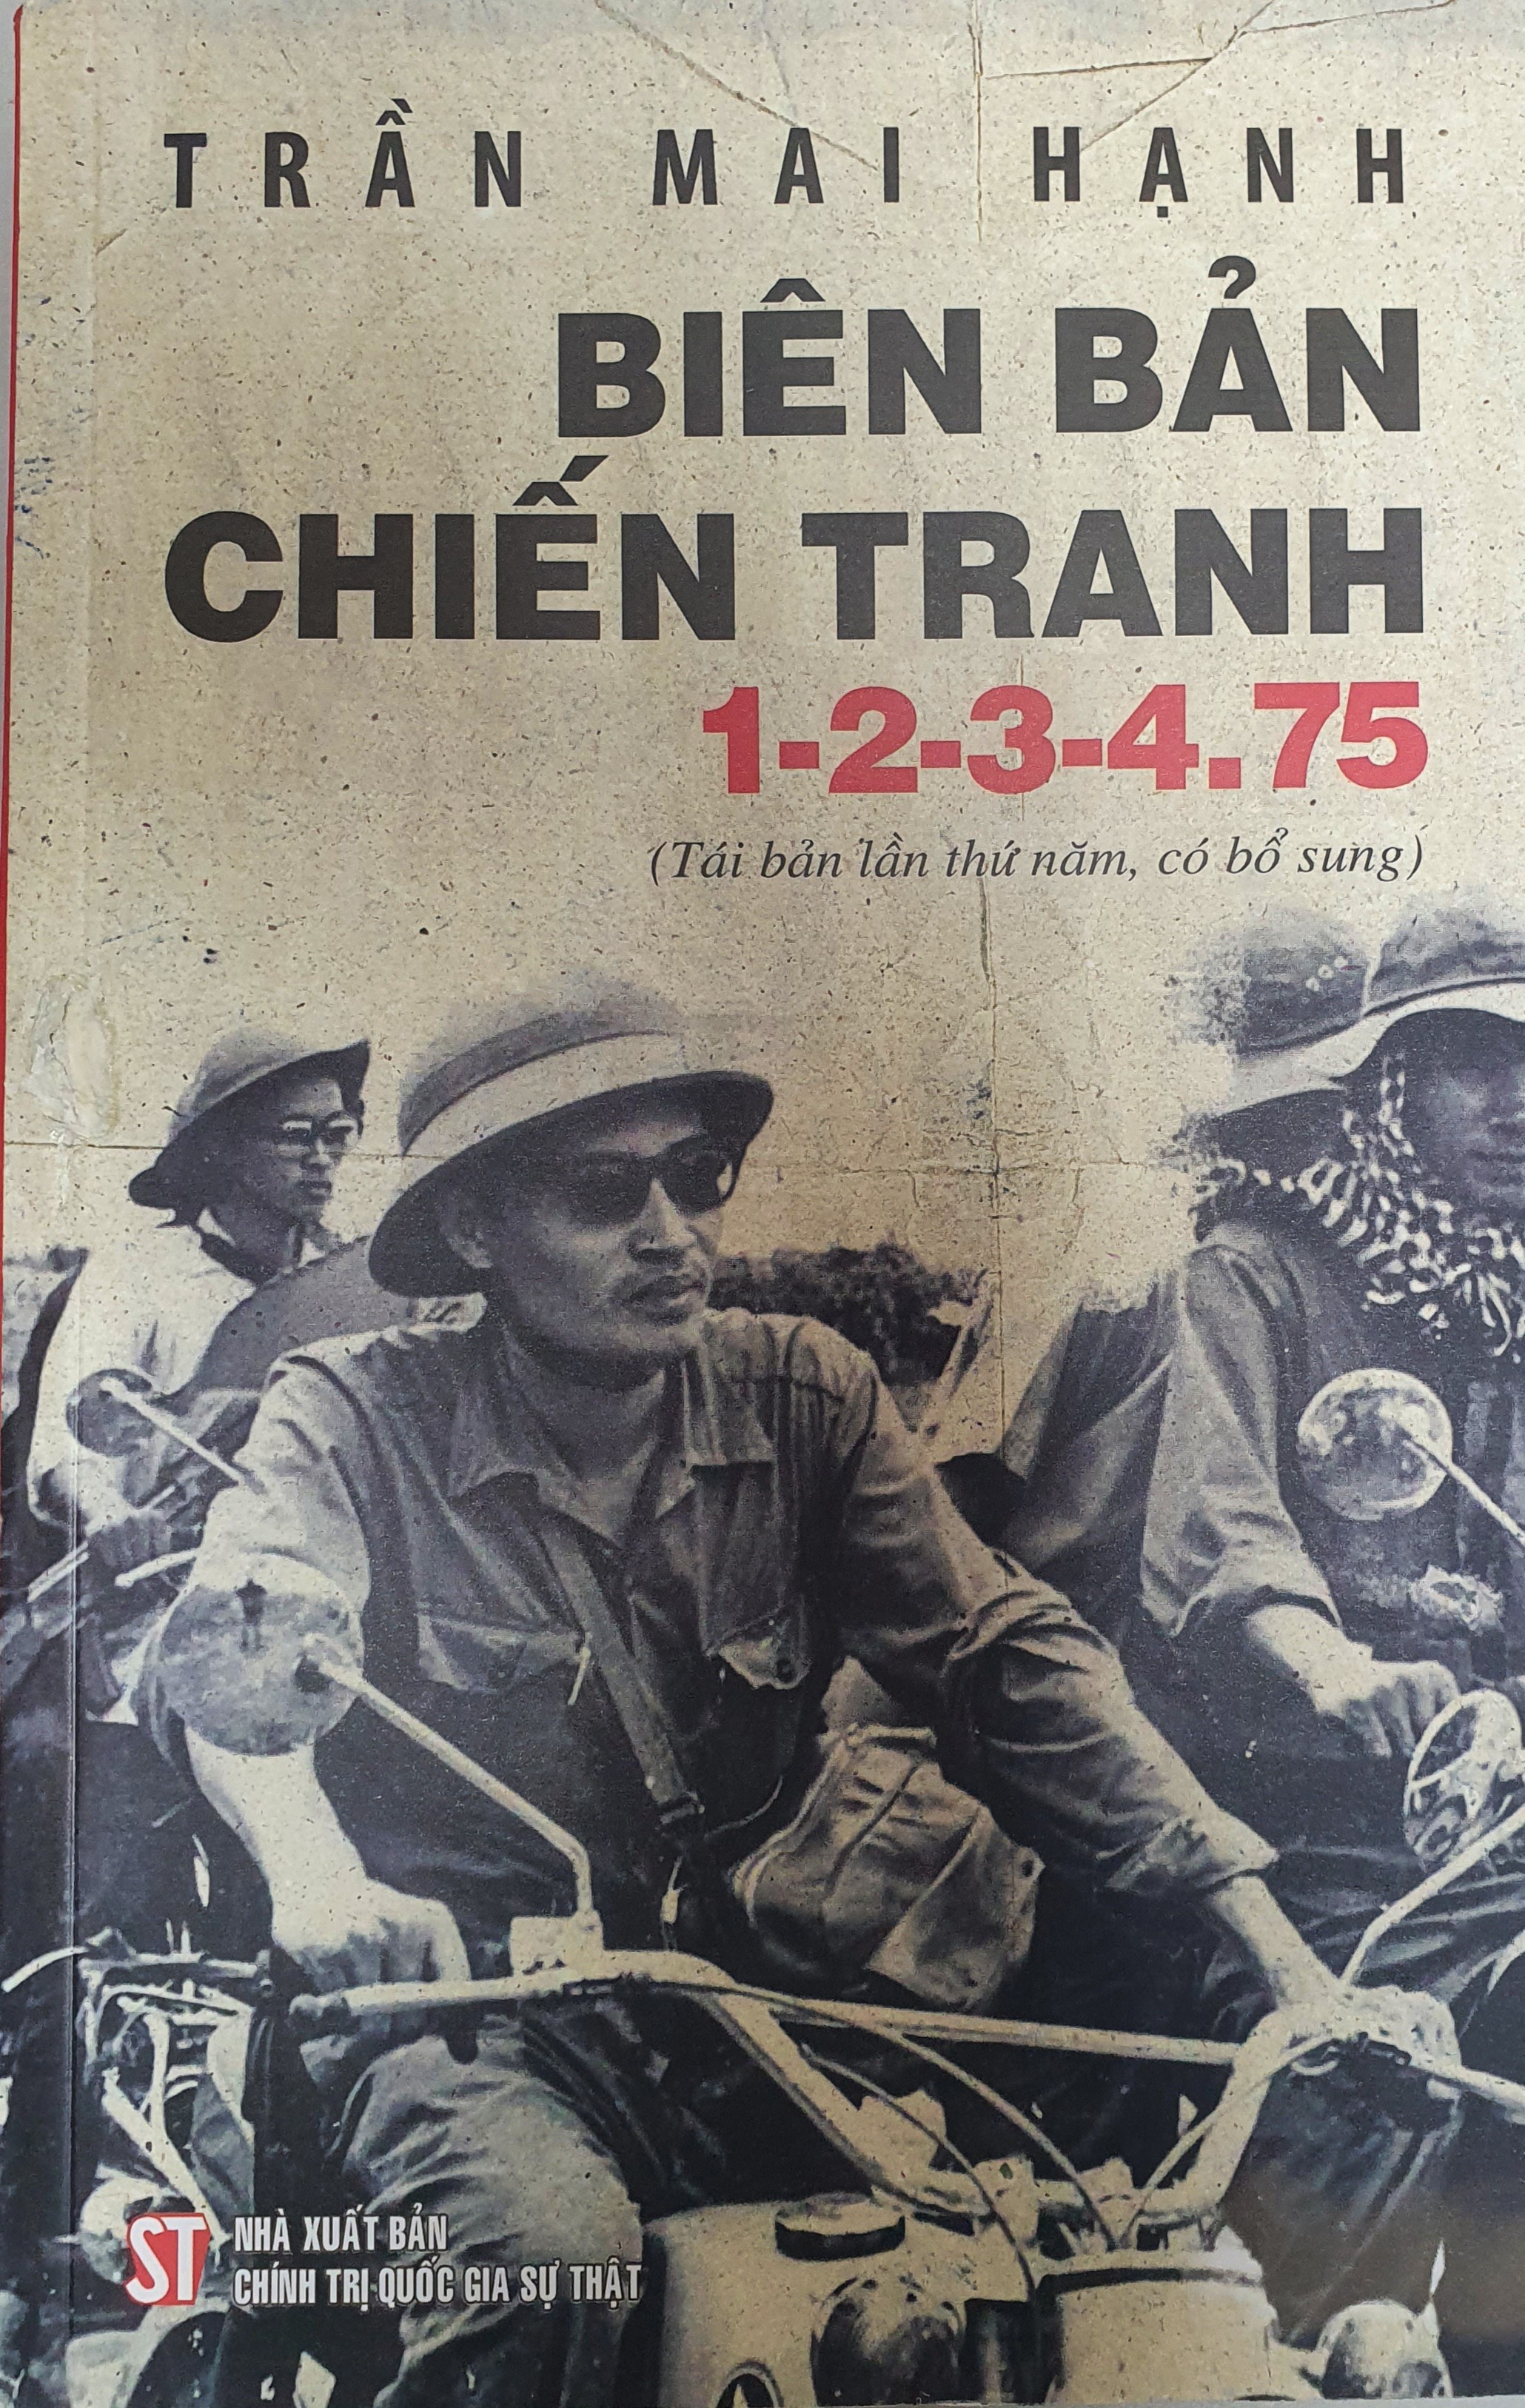 TRẦN MAI HẠNH
BIÊN BẢN
CHIẾN TRANH
1-2-3-4.75
(Tái bản lần thứ năm, có bổ sung)
ST
NHÀ XUẤT BẢN
CHÍNH TRỊ QUỐC GIA SỰ THẬT